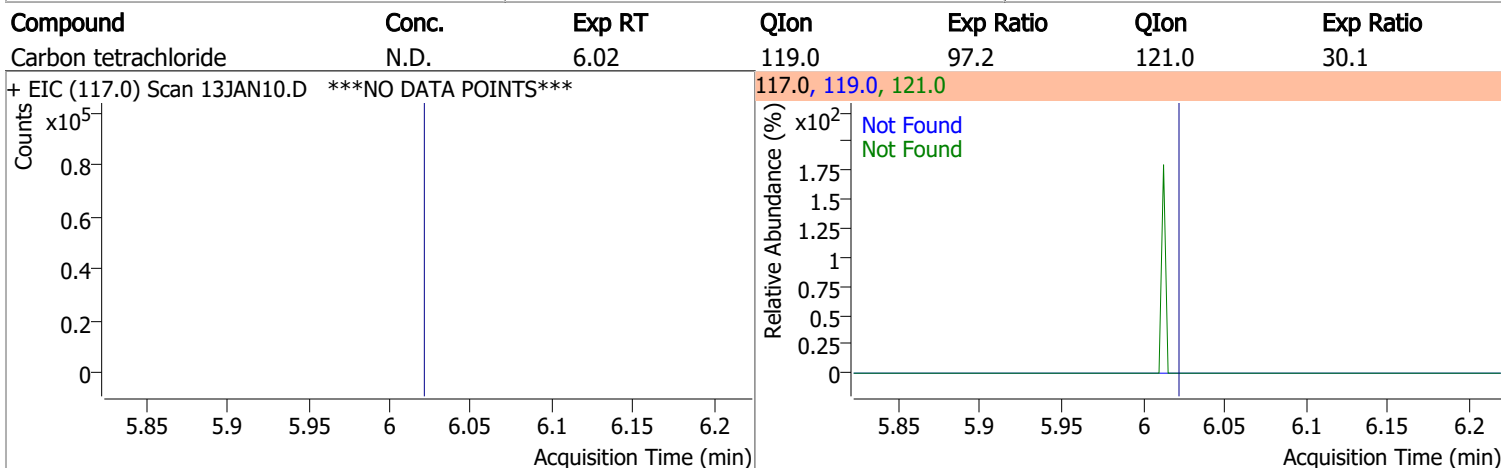 Compound Conc. Exp RT QIon Exp Ratio QIon Exp Ratio
Carbon tetrachloride N.D. 6.02 119.0 97.2 121.0 30.1
+ EIC (117.0) Scan 13JAN10.D ***NO DATA POINTS***
Counts
x10⁵
0.8
0.6
0.4
0.2
0
5.85 5.9 5.95 6 6.05 6.1 6.15 6.2
Acquisition Time (min)
117.0, 119.0, 121.0
Relative Abundance (%)
x10²
Not Found
Not Found
1.75
1.5
1.25
1
0.75
0.5
0.25
0
5.85 5.9 5.95 6 6.05 6.1 6.15 6.2
Acquisition Time (min)